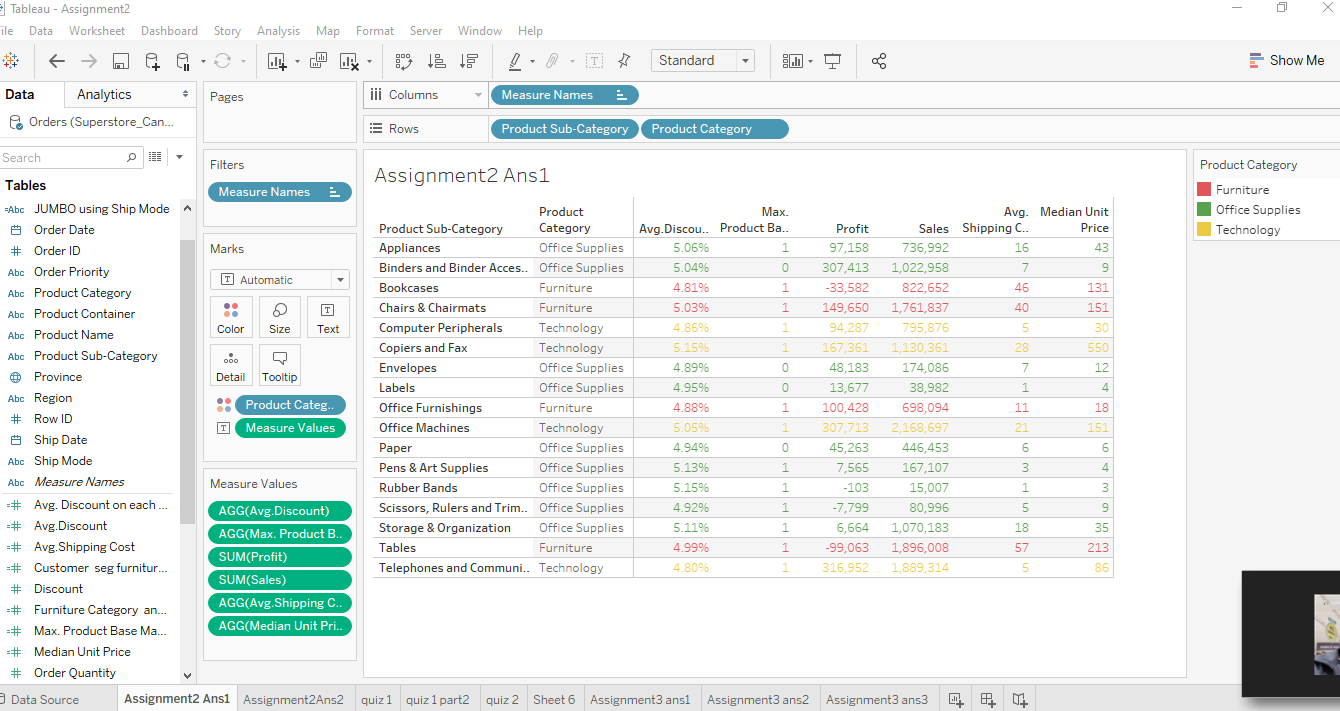 Tableau - Assignment2
ile Data Worksheet Dashboard Story Analysis Map Format Server Window Help
Standard
Show Me
Data Analytics
Orders (Superstore_Can...
Search
Tables
=Abc JUMBO using Ship Mode
Order Date
# Order ID
Abc Order Priority
Abc Product Category
Abc Product Container
Abc Product Name
Abc Product Sub-Category
Province
Abc Region
# Row ID
Ship Date
Abc Ship Mode
Abc Measure Names
=# Avg. Discount on each ...
=# Avg.Discount
=# Avg.Shipping Cost
=# Customer seg furnitur...
# Discount
=# Furniture Category an...
=# Max. Product Base Ma...
=# Median Unit Price
# Order Quantity
Pages
Filters
Measure Names
Marks
T Automatic
Color Size Text
Detail Tooltip
Product Categ..
T Measure Values
Measure Values
AGG(Avg.Discount)
AGG(Max. Product B..
SUM(Profit)
SUM(Sales)
AGG(Avg.Shipping C..
AGG(Median Unit Pri..
Columns Measure Names
Rows Product Sub-Category Product Category
Assignment2 Ans1
Product Sub-Category Product Category Avg.Discou.. Max. Product Ba.. Profit Sales Avg. Shipping C.. Median Unit Price
Appliances Office Supplies 5.06% 1 97,158 736,992 16 43
Binders and Binder Acces.. Office Supplies 5.04% 0 307,413 1,022,958 7 9
Bookcases Furniture 4.81% 1 -33,582 822,652 46 131
Chairs & Chairmats Furniture 5.03% 1 149,650 1,761,837 40 151
Computer Peripherals Technology 4.86% 1 94,287 795,876 5 30
Copiers and Fax Technology 5.15% 1 167,361 1,130,361 28 550
Envelopes Office Supplies 4.89% 0 48,183 174,086 7 12
Labels Office Supplies 4.95% 0 13,677 38,982 1 4
Office Furnishings Furniture 4.88% 1 100,428 698,094 11 18
Office Machines Technology 5.05% 1 307,713 2,168,697 21 151
Paper Office Supplies 4.94% 0 45,263 446,453 6 6
Pens & Art Supplies Office Supplies 5.13% 1 7,565 167,107 3 4
Rubber Bands Office Supplies 5.15% 1 -103 15,007 1 3
Scissors, Rulers and Trim.. Office Supplies 4.92% 1 -7,799 80,996 5 9
Storage & Organization Office Supplies 5.11% 1 6,664 1,070,183 18 35
Tables Furniture 4.99% 1 -99,063 1,896,008 57 213
Telephones and Communi.. Technology 4.80% 1 316,952 1,889,314 5 86
Product Category
Furniture
Office Supplies
Technology
Data Source Assignment2 Ans1 Assignment2Ans2 quiz 1 quiz 1 part2 quiz 2 Sheet 6 Assignment3 ans1 Assignment3 ans2 Assignment3 ans3